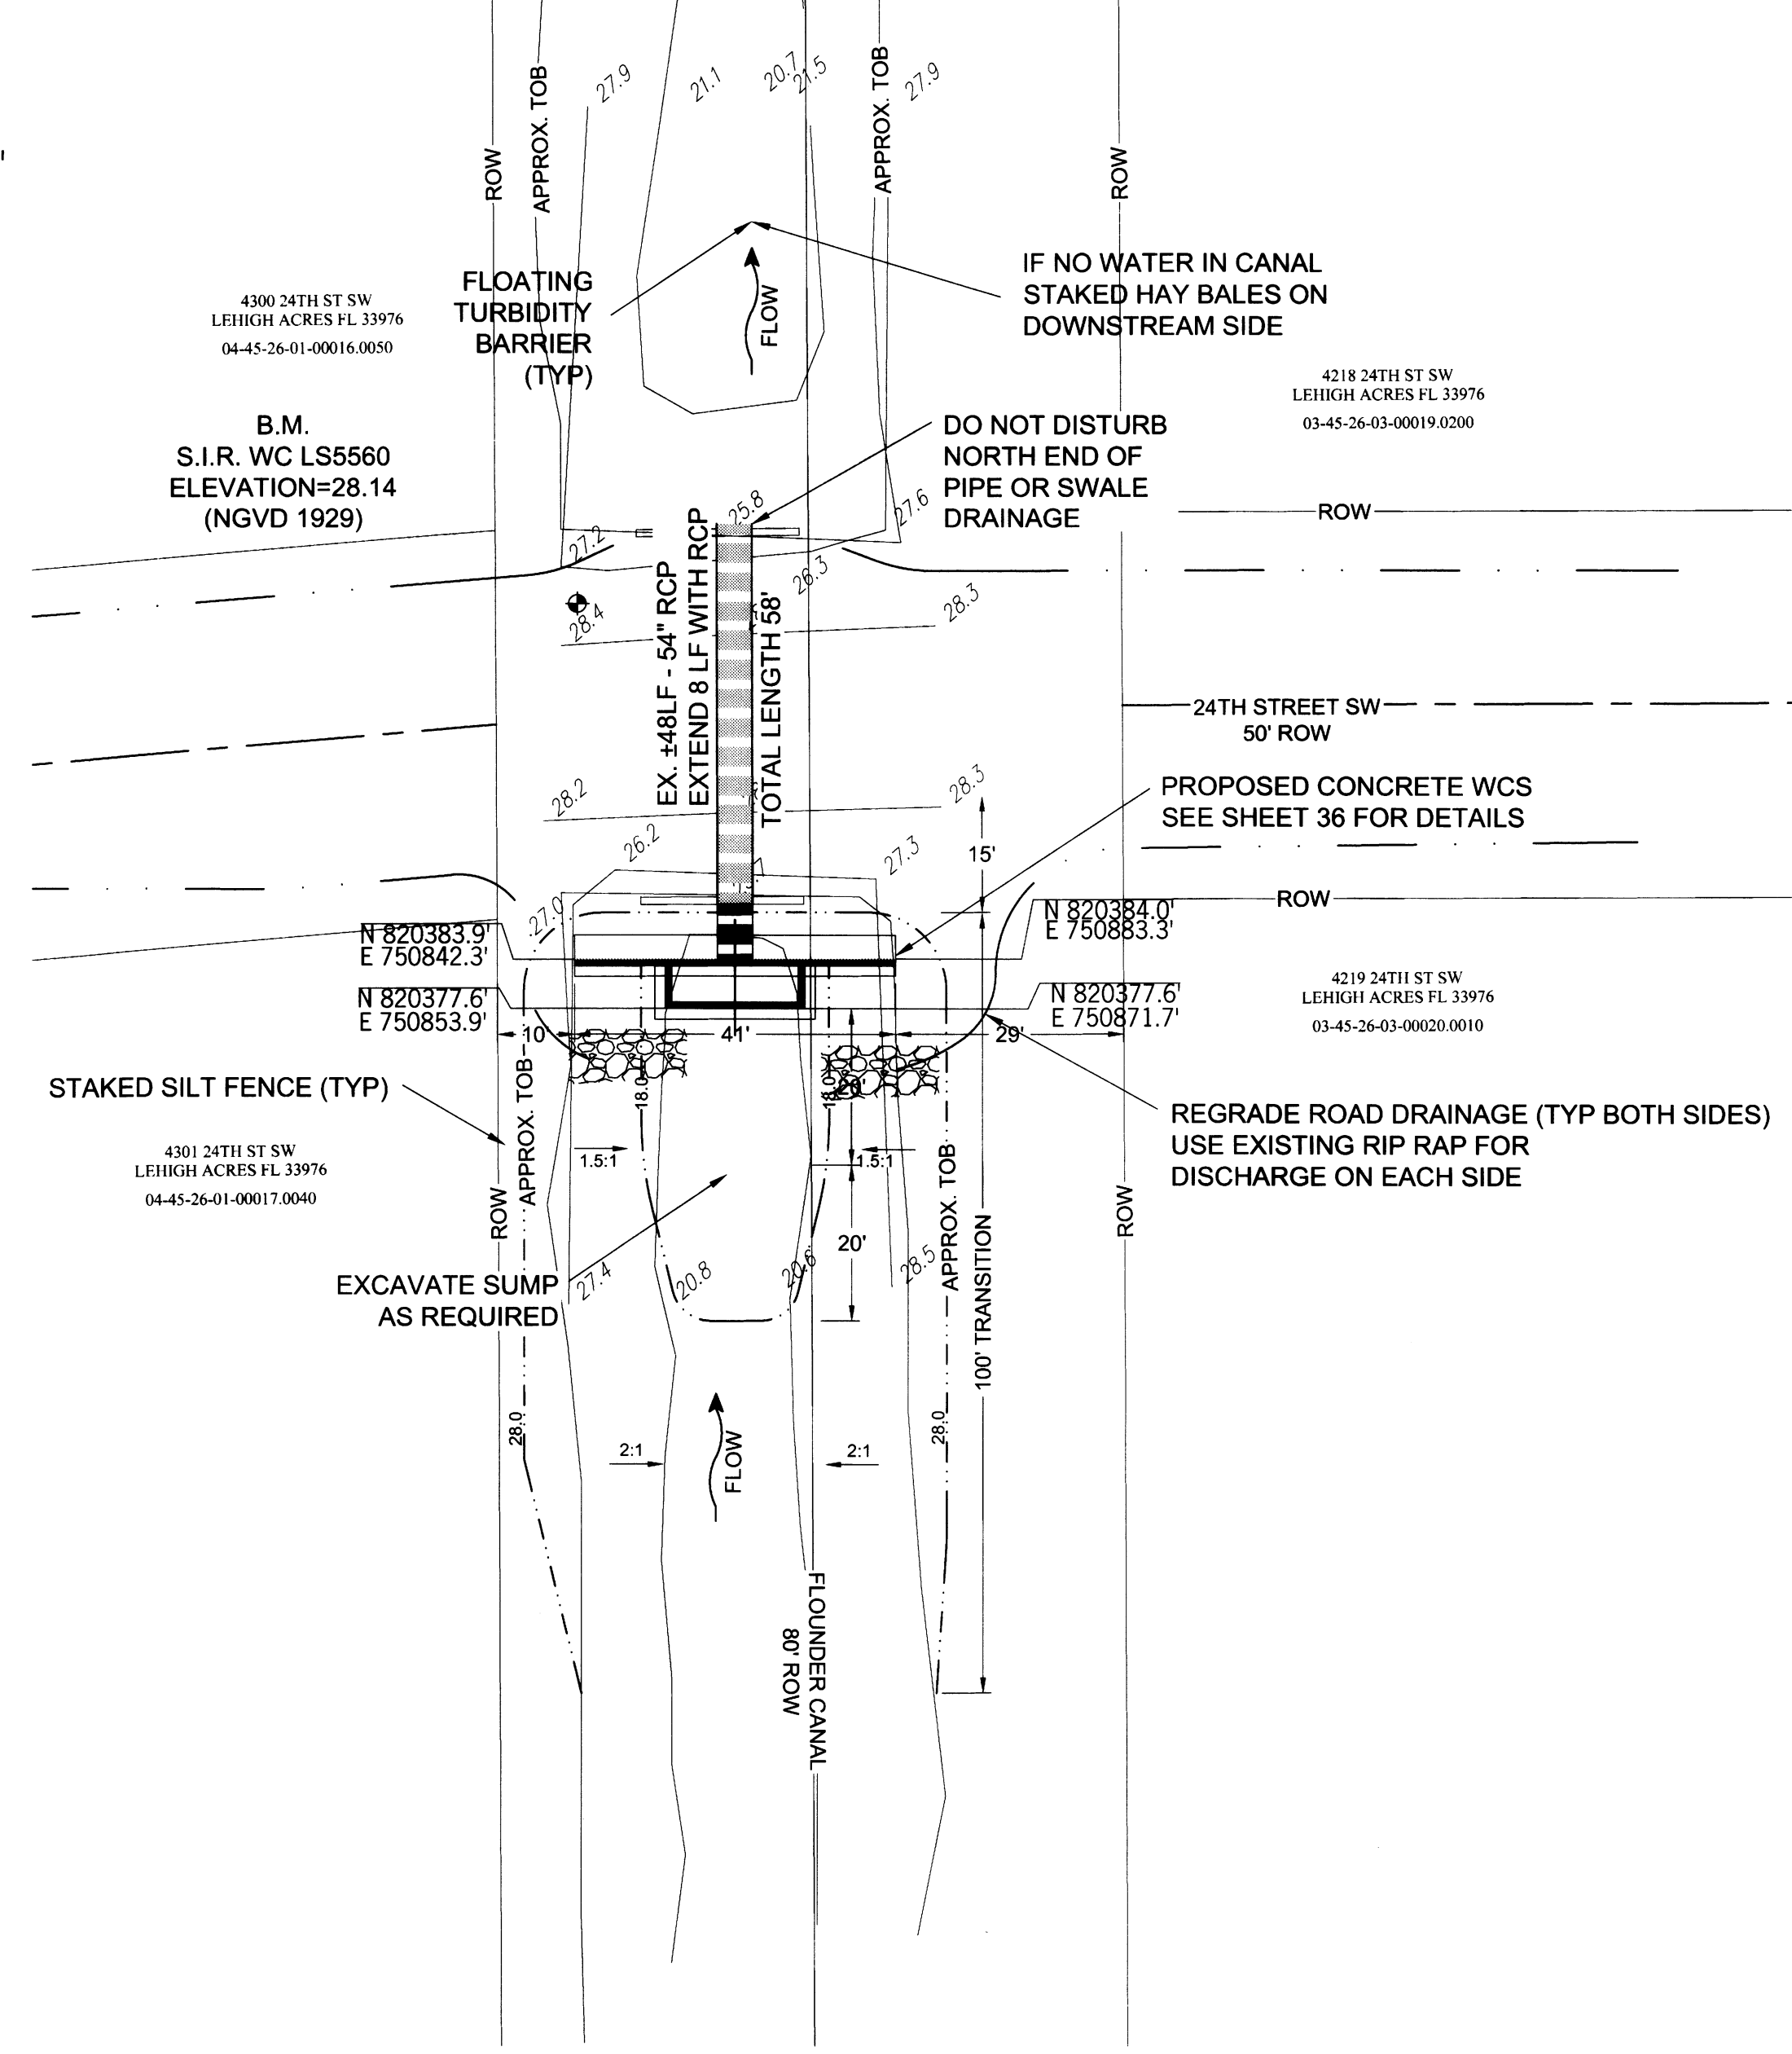 27.9
21.1
20.7
21.5
27.9
APPROX. TOB
APPROX. TOB
ROW
ROW
FLOATING
TURBIDITY
BARRIER
(TYP)
FLOW
IF NO WATER IN CANAL
STAKED HAY BALES ON
DOWNSTREAM SIDE
4300 24TH ST SW
LEHIGH ACRES FL 33976
04-45-26-01-00016.0050
4218 24TH ST SW
LEHIGH ACRES FL 33976
03-45-26-03-00019.0200
B.M.
S.I.R. WC LS5560
ELEVATION=28.14
(NGVD 1929)
DO NOT DISTURB
NORTH END OF
PIPE OR SWALE
DRAINAGE
25.8
27.6
ROW
27.2
26.3
28.4
28.3
EX. ±48LF - 54" RCP
EXTEND 8 LF WITH RCP
TOTAL LENGTH 58'
24TH STREET SW
50' ROW
28.2
28.3
PROPOSED CONCRETE WCS
SEE SHEET 36 FOR DETAILS
26.2
27.3
15'
27.0
ROW
N 820383.9'
E 750842.3'
N 820384.0'
E 750883.3'
N 820377.6'
E 750853.9'
N 820377.6'
E 750871.7'
4219 24TH ST SW
LEHIGH ACRES FL 33976
03-45-26-03-00020.0010
10'
41'
29'
STAKED SILT FENCE (TYP)
18.0
18.0
20'
REGRADE ROAD DRAINAGE (TYP BOTH SIDES)
USE EXISTING RIP RAP FOR
DISCHARGE ON EACH SIDE
4301 24TH ST SW
LEHIGH ACRES FL 33976
04-45-26-01-00017.0040
APPROX. TOB
1.5:1
1.5:1
APPROX. TOB
ROW
ROW
20'
100' TRANSITION
EXCAVATE SUMP
AS REQUIRED
27.4
20.8
20.6
28.5
28.0
28.0
2:1
2:1
FLOW
FLOUNDER CANAL
80' ROW